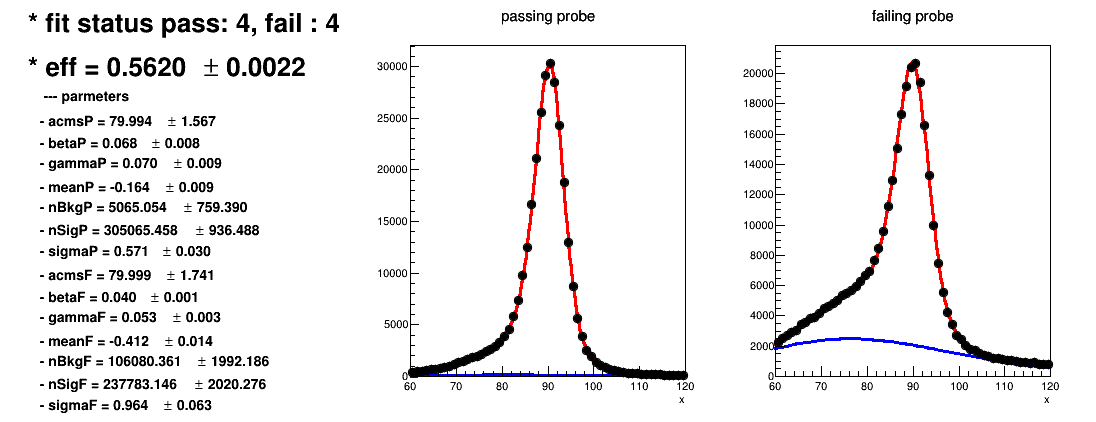 * fit status pass: 4, fail : 4
* eff = 0.5620 ± 0.0022
--- parmeters
- acmsP = 79.994 ± 1.567
- betaP = 0.068 ± 0.008
- gammaP = 0.070 ± 0.009
- meanP = -0.164 ± 0.009
- nBkgP = 5065.054 ± 759.390
- nSigP = 305065.458 ± 936.488
- sigmaP = 0.571 ± 0.030
- acmsF = 79.999 ± 1.741
- betaF = 0.040 ± 0.001
- gammaF = 0.053 ± 0.003
- meanF = -0.412 ± 0.014
- nBkgF = 106080.361 ± 1992.186
- nSigF = 237783.146 ± 2020.276
- sigmaF = 0.964 ± 0.063
passing probe
30000
25000
20000
15000
10000
5000
0
60 70 80 90 100 110 120
x
failing probe
20000
18000
16000
14000
12000
10000
8000
6000
4000
2000
0
60 70 80 90 100 110 120
x